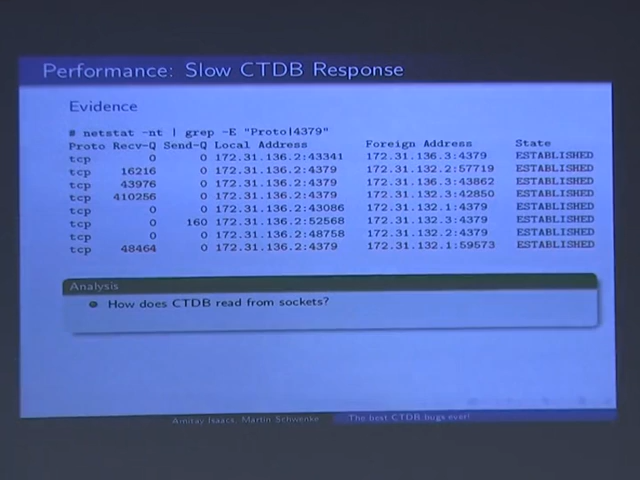 Performance: Slow CTDB Response
Evidence
# netstat -nt | grep -E "Proto|4379"
Proto Recv-Q Send-Q Local Address Foreign Address State
tcp 0 0 172.31.136.2:43341 172.31.136.3:4379 ESTABLISHED
tcp 16216 0 172.31.136.2:4379 172.31.132.2:57719 ESTABLISHED
tcp 43976 0 172.31.136.2:4379 172.31.136.3:43862 ESTABLISHED
tcp 410256 0 172.31.136.2:4379 172.31.132.3:42850 ESTABLISHED
tcp 0 0 172.31.136.2:43086 172.31.132.1:4379 ESTABLISHED
tcp 0 160 172.31.136.2:52568 172.31.132.3:4379 ESTABLISHED
tcp 0 0 172.31.136.2:48758 172.31.132.2:4379 ESTABLISHED
tcp 48464 0 172.31.136.2:4379 172.31.132.1:59573 ESTABLISHED
Analysis
How does CTDB read from sockets?
Amitay Isaacs, Martin Schwenke The best CTDB bugs ever!